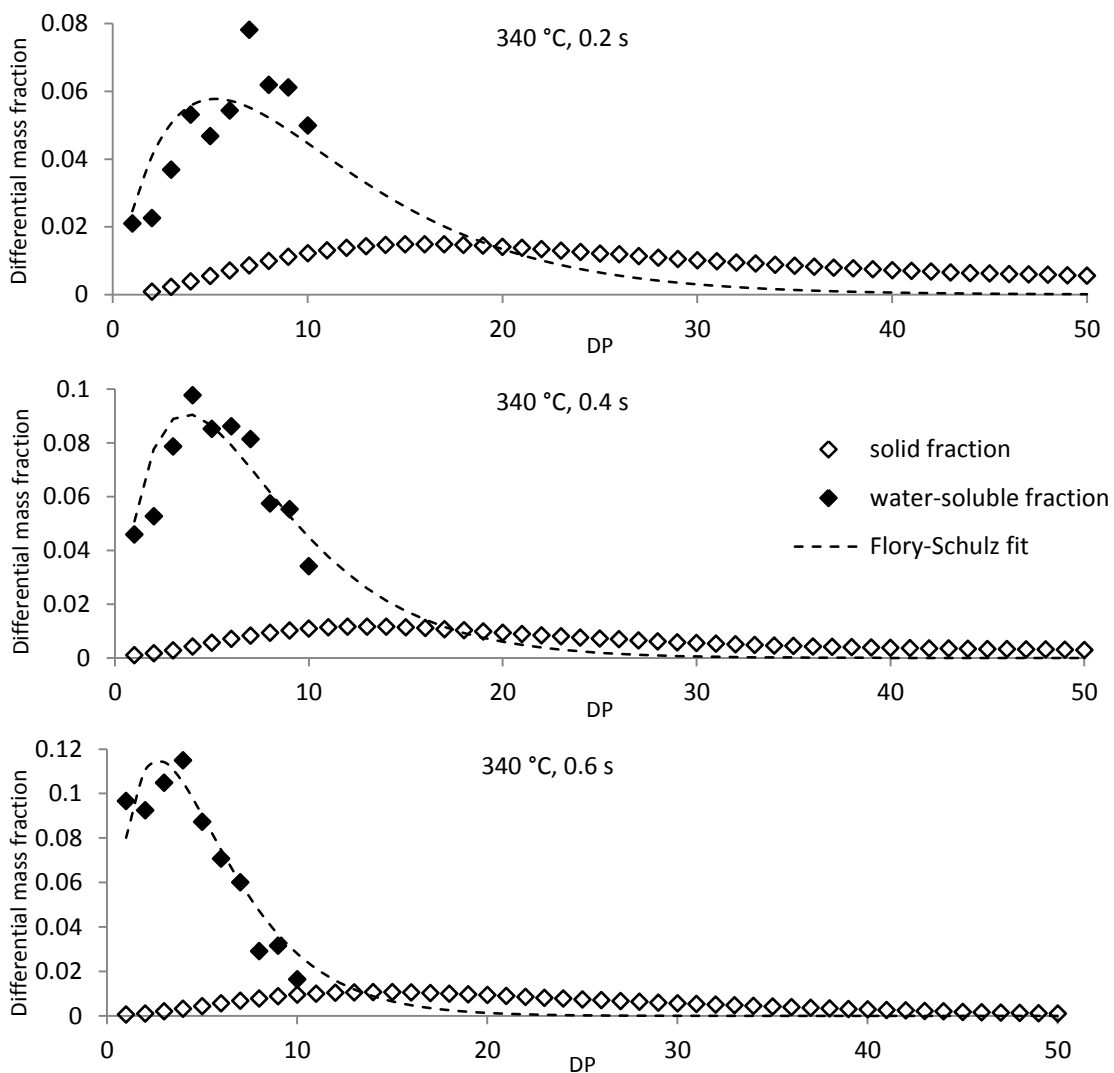 340 °C, 0.2 s
Differential mass fraction
0.08
0.06
0.04
0.02
0
0 10 20 30 40 50
DP
340 °C, 0.4 s
Differential mass fraction
0.1
0.08
0.06
0.04
0.02
0
solid fraction
water-soluble fraction
Flory-Schulz fit
0 10 20 30 40 50
DP
340 °C, 0.6 s
Differential mass fraction
0.12
0.1
0.08
0.06
0.04
0.02
0
0 10 20 30 40 50
DP